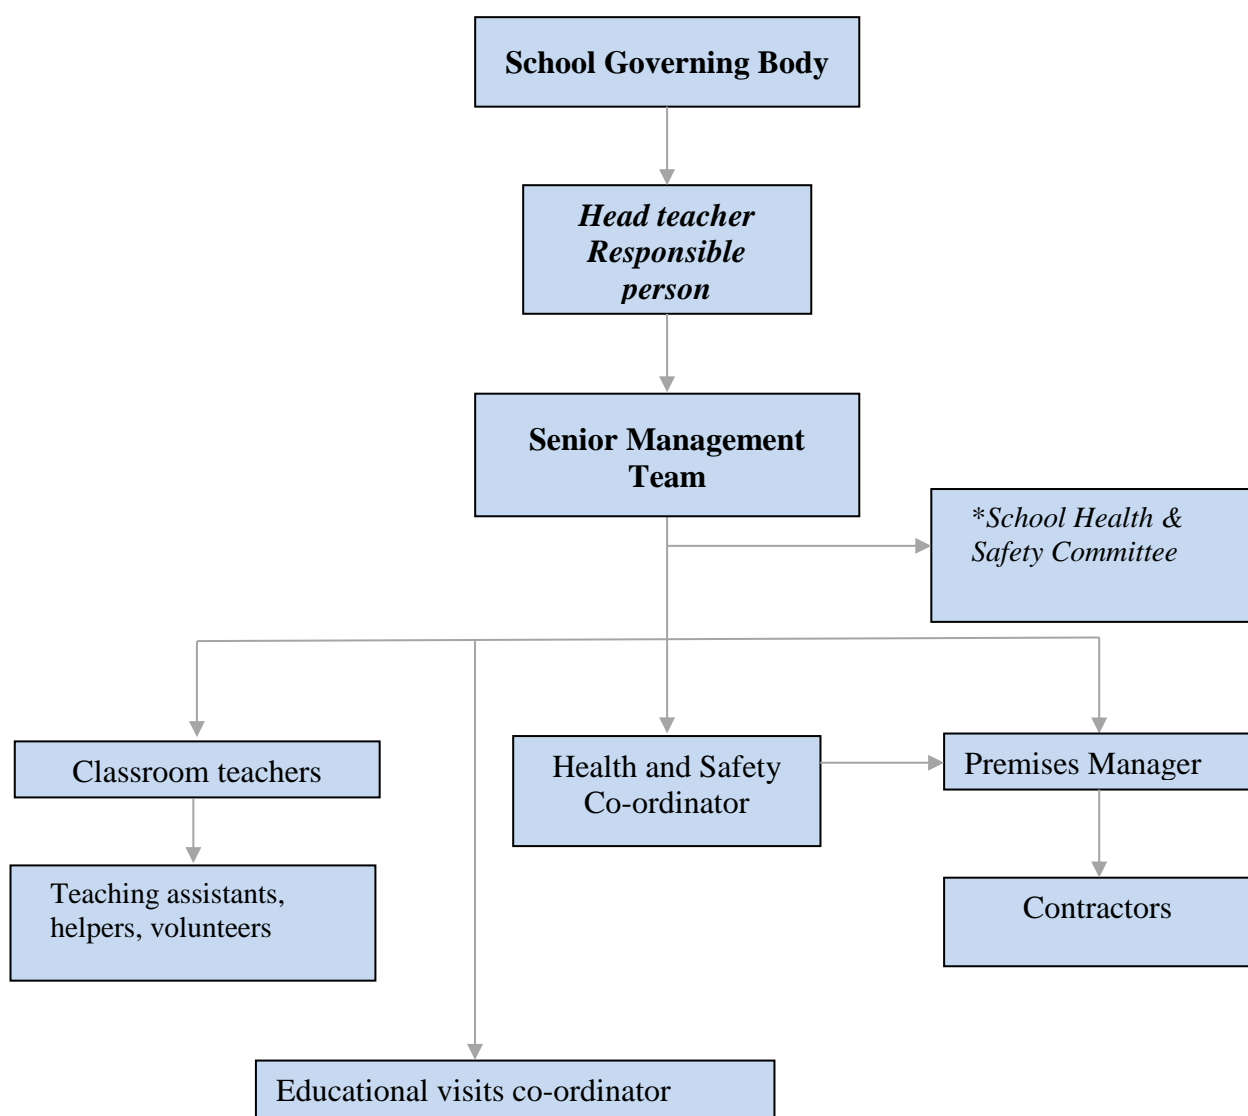 School Governing Body
Head teacher
Responsible
person
Senior Management
Team
*School Health &
Safety Committee
Classroom teachers
Health and Safety
Co-ordinator
Premises Manager
Teaching assistants,
helpers, volunteers
Contractors
Educational visits co-ordinator